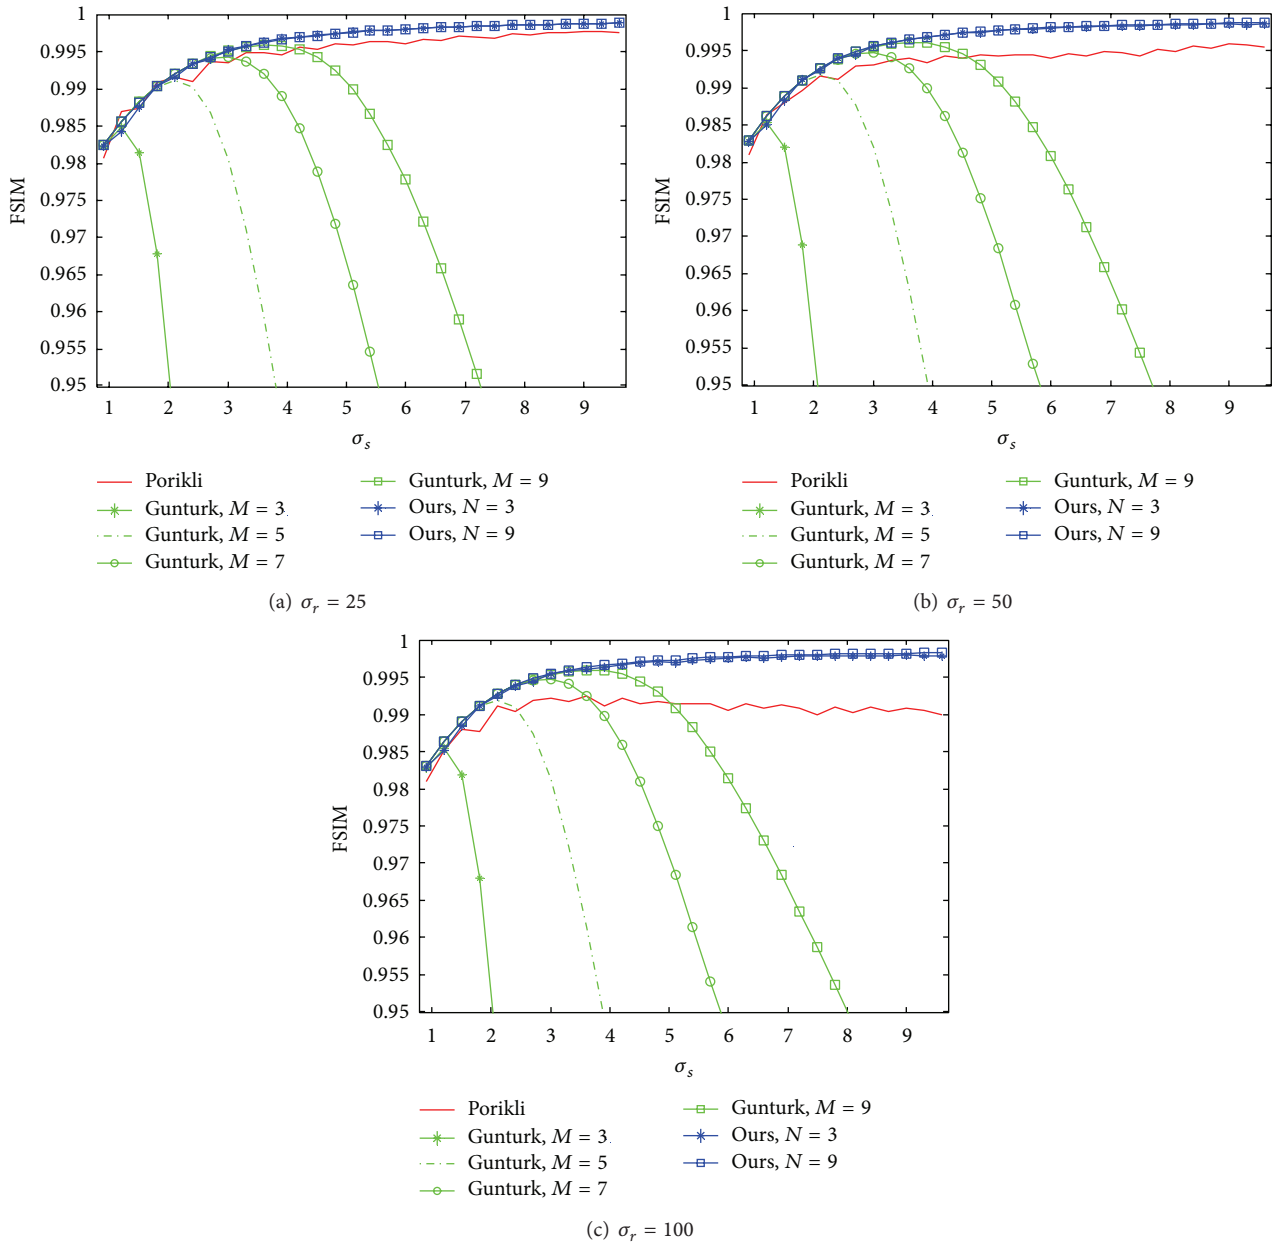 1
0.995
0.99
0.985
0.98
0.975
0.97
0.965
0.96
0.955
0.95
FSIM
1 2 3 4 5 6 7 8 9
σs
Porikli
Gunturk, M = 3
Gunturk, M = 5
Gunturk, M = 7
Gunturk, M = 9
Ours, N = 3
Ours, N = 9
(a) σr = 25
1
0.995
0.99
0.985
0.98
0.975
0.97
0.965
0.96
0.955
0.95
FSIM
1 2 3 4 5 6 7 8 9
σs
Porikli
Gunturk, M = 3
Gunturk, M = 5
Gunturk, M = 7
Gunturk, M = 9
Ours, N = 3
Ours, N = 9
(b) σr = 50
1
0.995
0.99
0.985
0.98
0.975
0.97
0.965
0.96
0.955
0.95
FSIM
1 2 3 4 5 6 7 8 9
σs
Porikli
Gunturk, M = 3
Gunturk, M = 5
Gunturk, M = 7
Gunturk, M = 9
Ours, N = 3
Ours, N = 9
(c) σr = 100